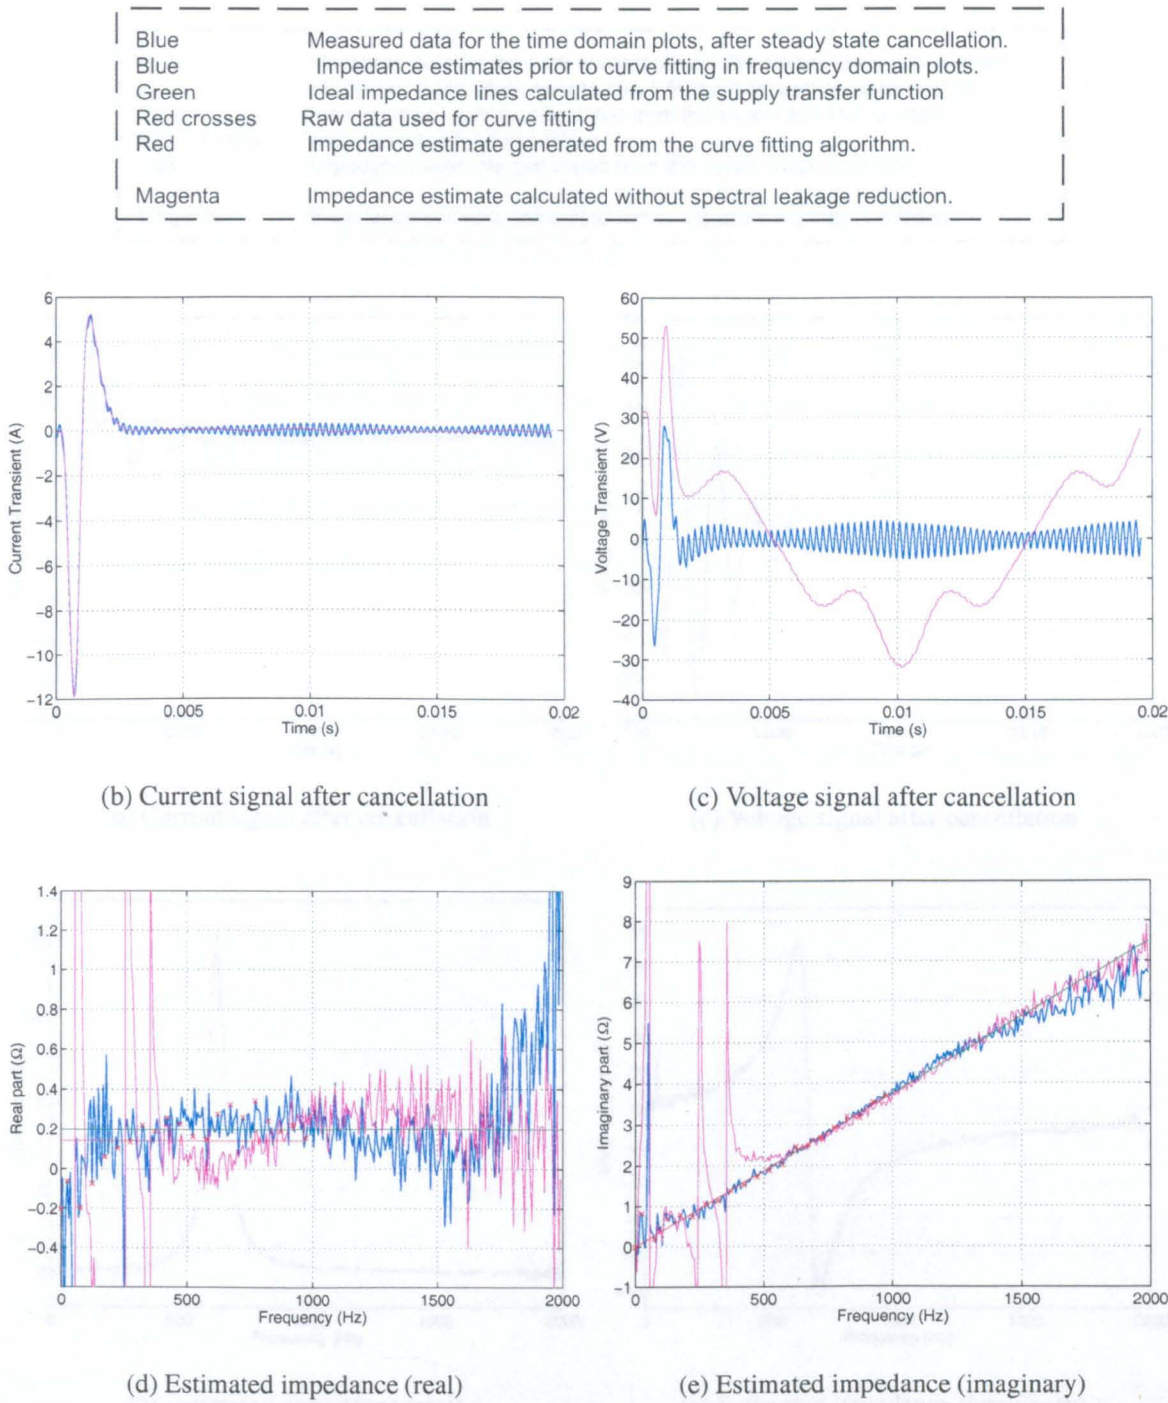 Blue Measured data for the time domain plots, after steady state cancellation.
Blue Impedance estimates prior to curve fitting in frequency domain plots.
Green Ideal impedance lines calculated from the supply transfer function
Red crosses Raw data used for curve fitting
Red Impedance estimate generated from the curve fitting algorithm.
Magenta Impedance estimate calculated without spectral leakage reduction.
6
4
2
0
−2
−4
−6
−8
−10
−12
Current Transient (A)
0 0.005 0.01 0.015 0.02
Time (s)
(b) Current signal after cancellation
60
50
40
30
20
10
0
−10
−20
−30
−40
Voltage Transient (V)
0 0.005 0.01 0.015 0.02
Time (s)
(c) Voltage signal after cancellation
1.4
1.2
1
0.8
0.6
0.4
0.2
0
−0.2
−0.4
Real part (Ω)
0 500 1000 1500 2000
Frequency (Hz)
(d) Estimated impedance (real)
9
8
7
6
5
4
3
2
1
0
−1
Imaginary part (Ω)
0 500 1000 1500 2000
Frequency (Hz)
(e) Estimated impedance (imaginary)